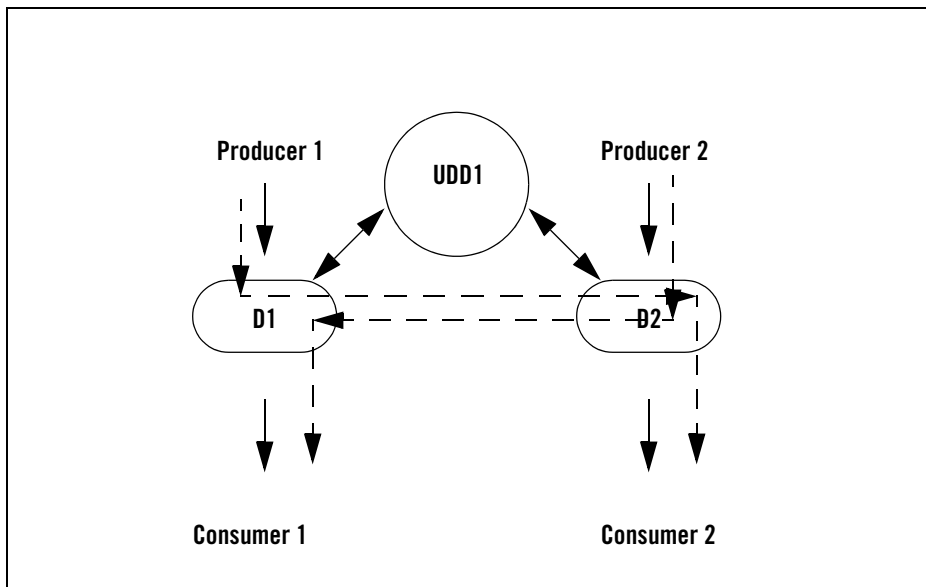 Producer 1
UDD1
Producer 2
D1
D2
Consumer 1
Consumer 2